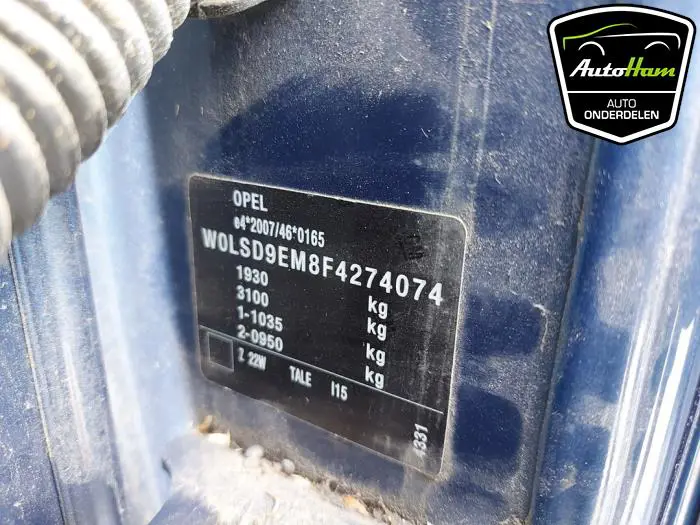 AutoHam
AUTO
ONDERDELEN
OPEL
e4*2007/46*0165
W0LSD9EM8F4274074
1930 kg
3100 kg
1-1035 kg
2-0950 kg
Z 22W TALE I15